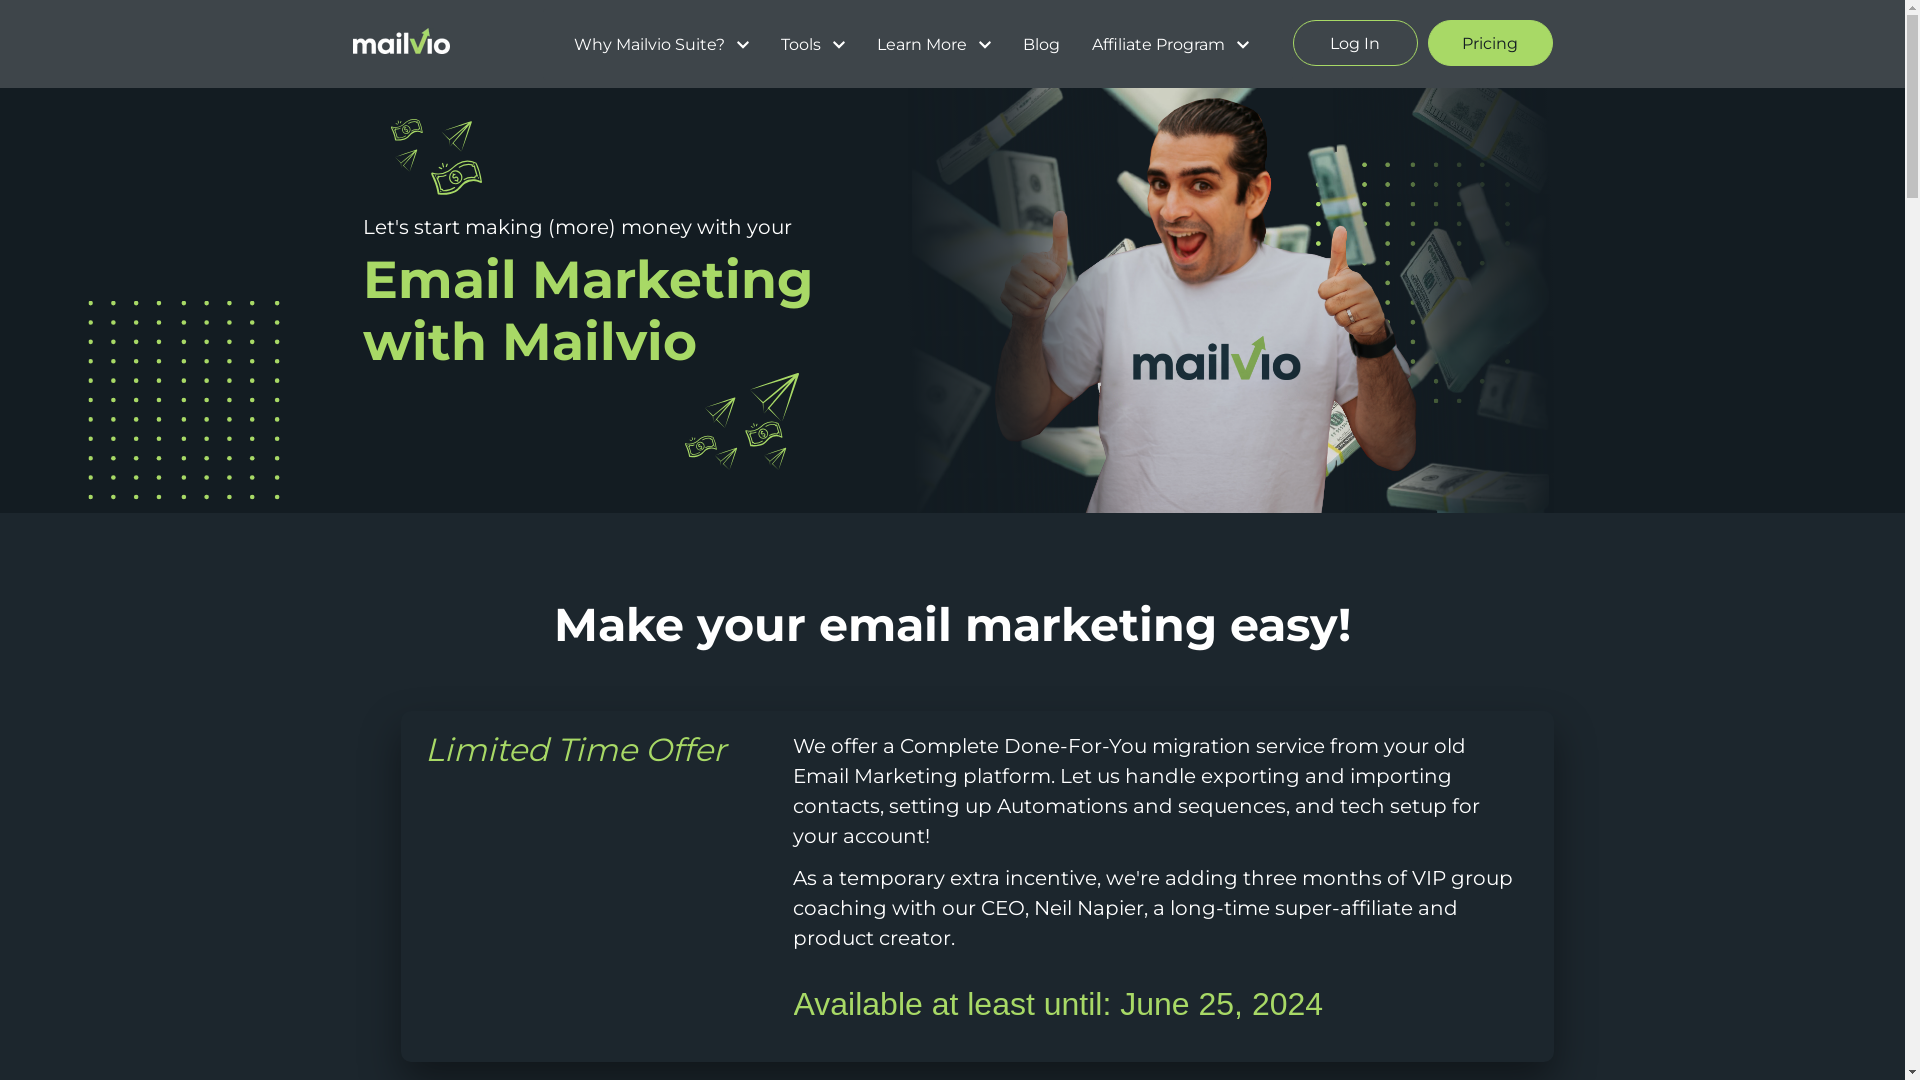 mailvio
Why Mailvio Suite?
Tools
Learn More
Blog
Affiliate Program
Log In
Pricing
Let's start making (more) money with your
Email Marketing
with Mailvio
mailvio
Make your email marketing easy!
Limited Time Offer
We offer a Complete Done-For-You migration service from your old
Email Marketing platform. Let us handle exporting and importing
contacts, setting up Automations and sequences, and tech setup for
your account!
As a temporary extra incentive, we're adding three months of VIP group
coaching with our CEO, Neil Napier, a long-time super-affiliate and
product creator.
Available at least until: June 25, 2024